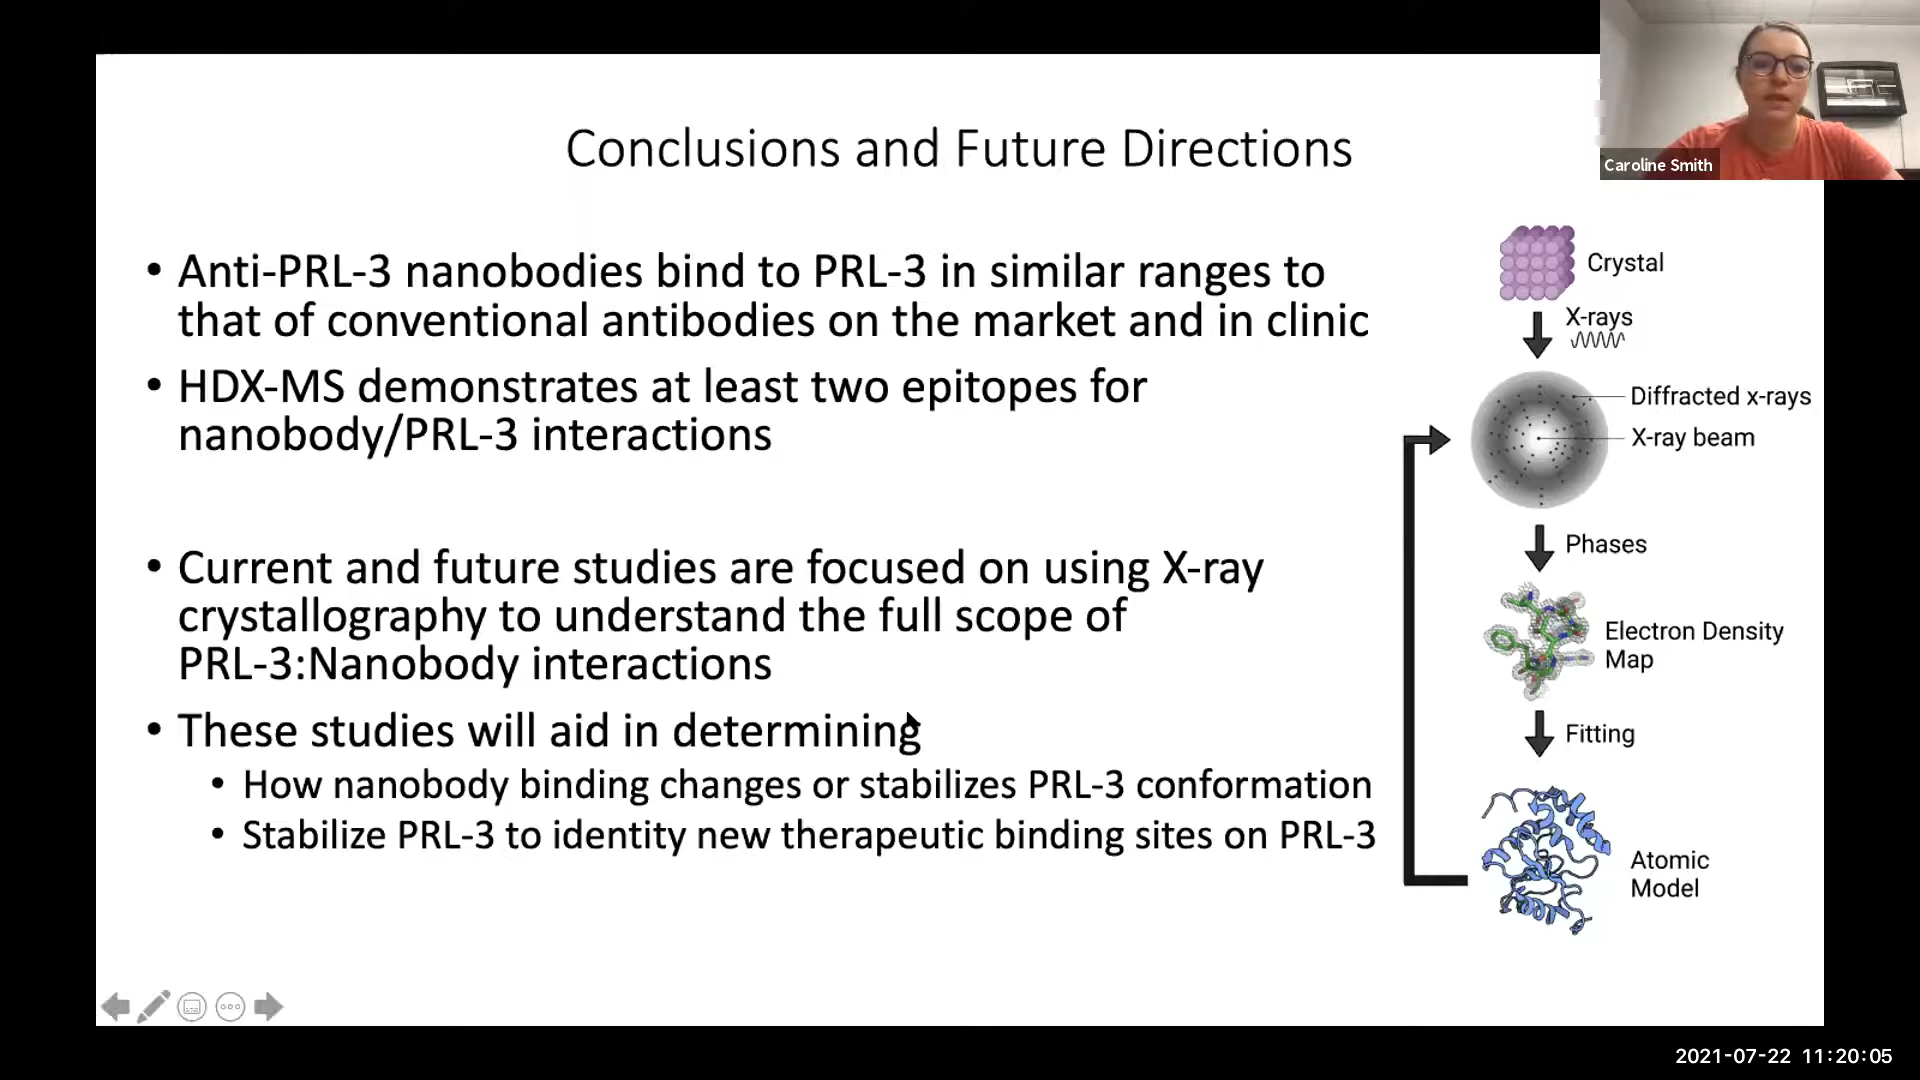 Caroline Smith
Conclusions and Future Directions
• Anti-PRL-3 nanobodies bind to PRL-3 in similar ranges to
that of conventional antibodies on the market and in clinic
• HDX-MS demonstrates at least two epitopes for
nanobody/PRL-3 interactions
• Current and future studies are focused on using X-ray
crystallography to understand the full scope of
PRL-3:Nanobody interactions
• These studies will aid in determining
• How nanobody binding changes or stabilizes PRL-3 conformation
• Stabilize PRL-3 to identity new therapeutic binding sites on PRL-3
Crystal
X-rays
Diffracted x-rays
X-ray beam
Phases
Electron Density
Map
Fitting
Atomic
Model
2021-07-22 11:20:05